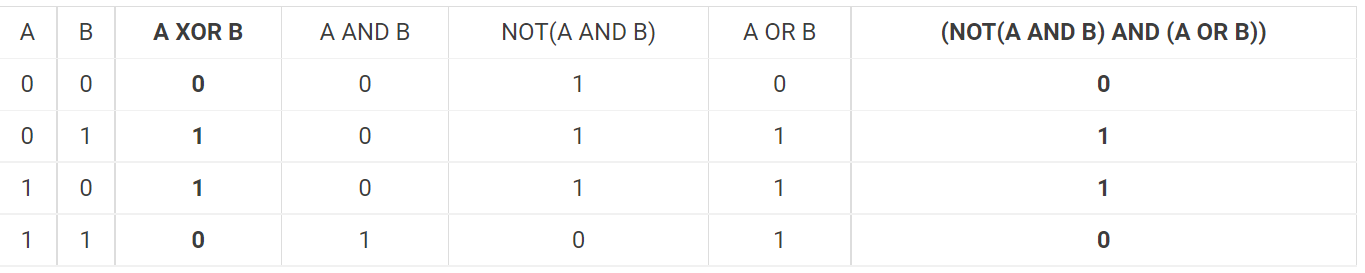 A B A XOR B A AND B NOT(A AND B) A OR B (NOT(A AND B) AND (A OR B))
0 0 0 0 1 0 0
0 1 1 0 1 1 1
1 0 1 0 1 1 1
1 1 0 1 0 1 0